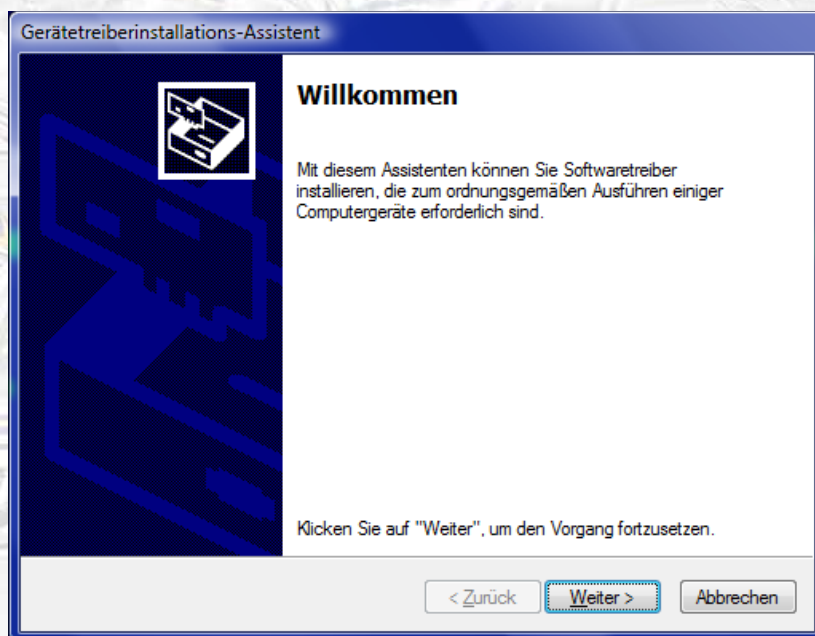 Gerätetreiberinstallations-Assistent
Willkommen
Mit diesem Assistenten können Sie Softwaretreiber
installieren, die zum ordnungsgemäßen Ausführen einiger
Computergeräte erforderlich sind.
Klicken Sie auf "Weiter", um den Vorgang fortzusetzen.
< Zurück Weiter > Abbrechen